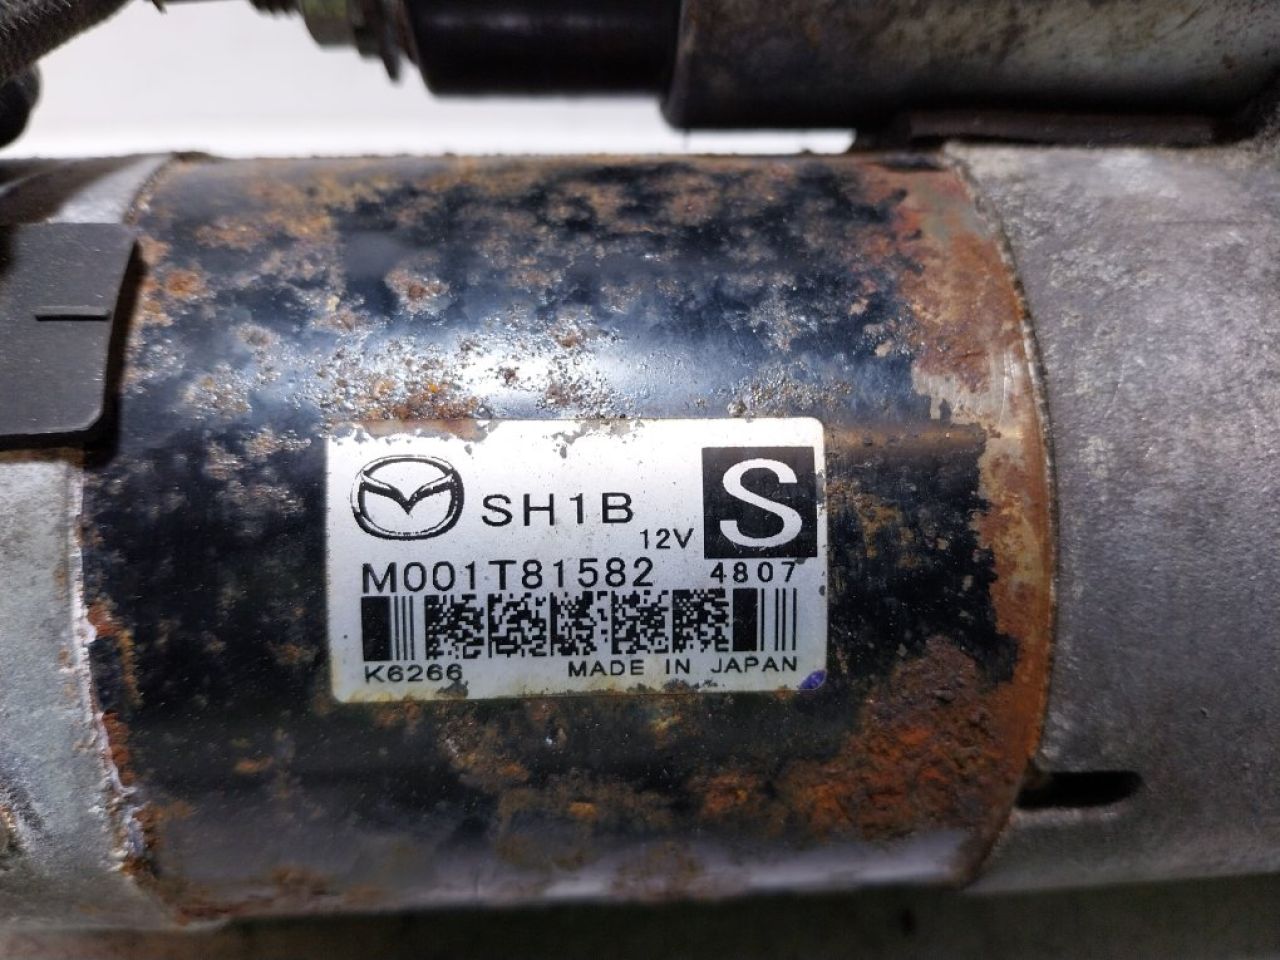 SH1B
12V
S
M001T81582
4807
K6266
MADE IN JAPAN